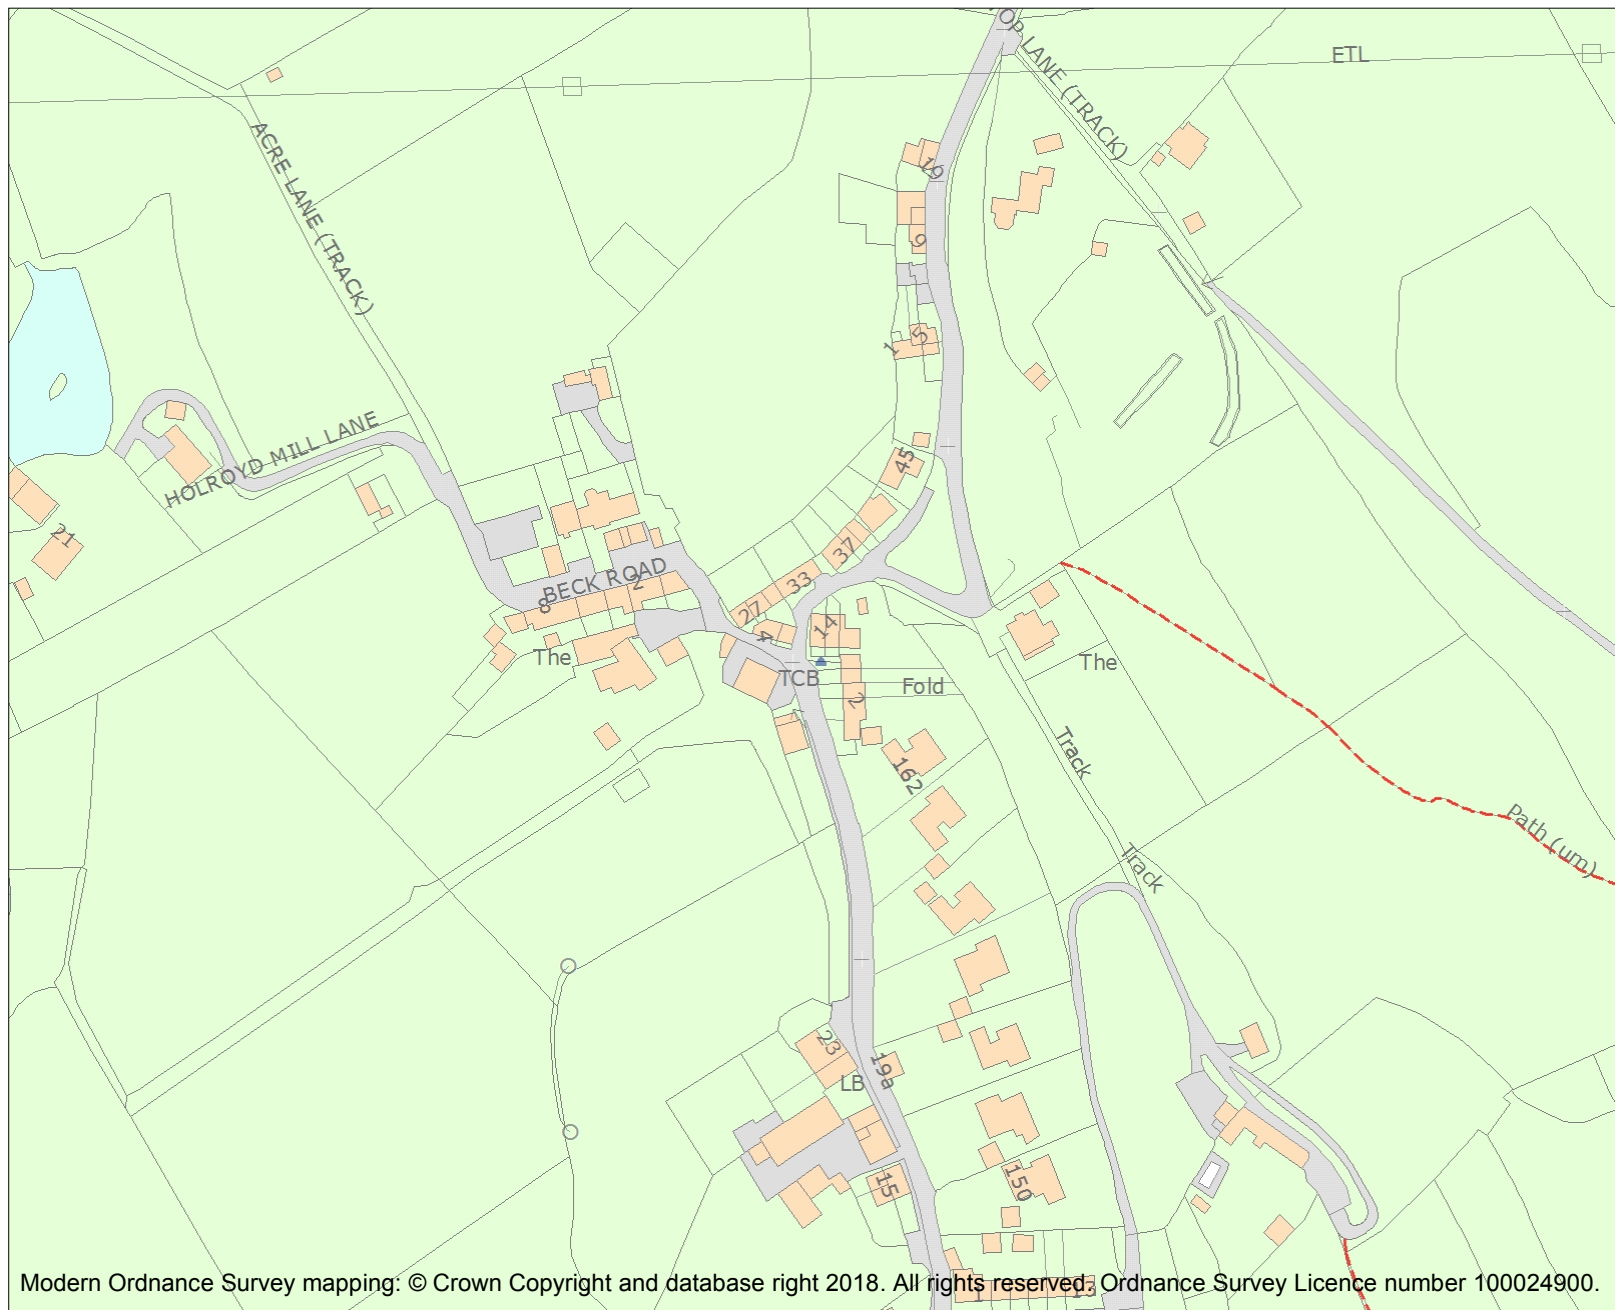 OP LANE (TRACK)
ETL
ACRE LANE (TRACK)
19
9
5
1
HOLROYD MILL LANE
45
21
37
BECK ROAD
2
8
33
27
4
14
The
The
TCB
Fold
2
Track
162
Path (um)
Track
23
19a
LB
15
150
1
13
Modern Ordnance Survey mapping: © Crown Copyright and database right 2018. All rights reserved. Ordnance Survey Licence number 100024900.